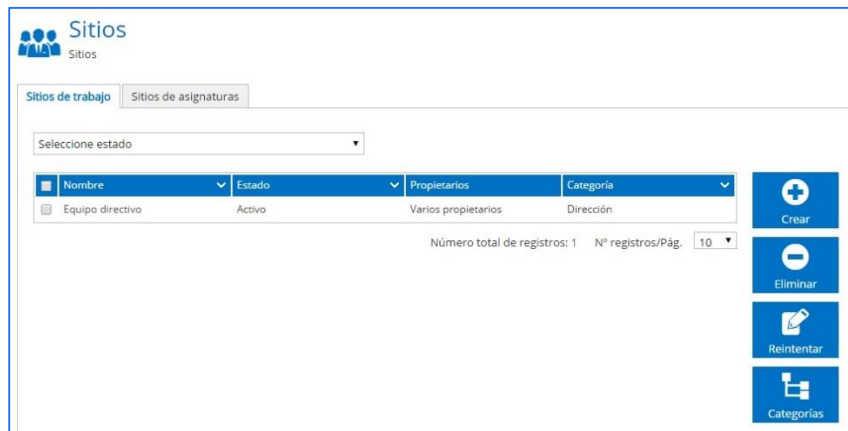 Sitios
Sitios
Sitios de trabajo Sitios de asignaturas
Seleccione estado
Nombre Estado Propietarios Categoría
Equipo directivo Activo Varios propietarios Dirección
Número total de registros: 1 Nº registros/Pág. 10
Crear
Eliminar
Reintentar
Categorías